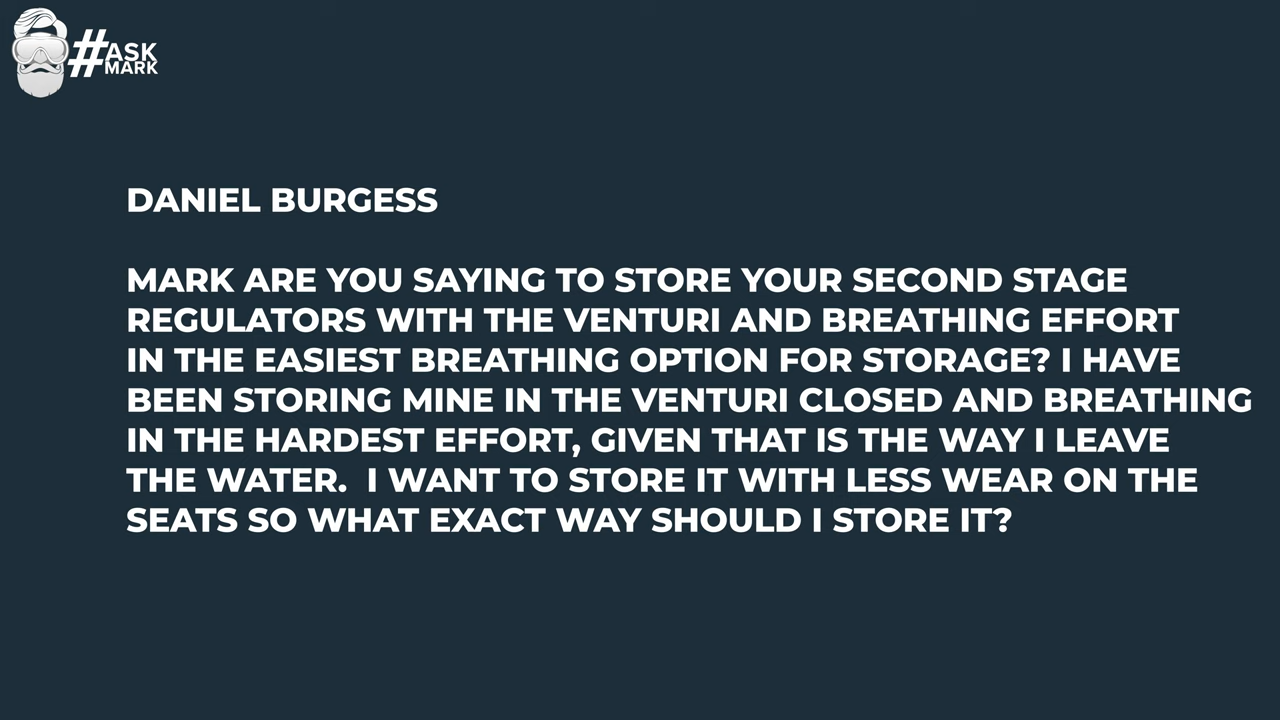 #ASK
MARK
DANIEL BURGESS
MARK ARE YOU SAYING TO STORE YOUR SECOND STAGE
REGULATORS WITH THE VENTURI AND BREATHING EFFORT
IN THE EASIEST BREATHING OPTION FOR STORAGE? I HAVE
BEEN STORING MINE IN THE VENTURI CLOSED AND BREATHING
IN THE HARDEST EFFORT, GIVEN THAT IS THE WAY I LEAVE
THE WATER.  I WANT TO STORE IT WITH LESS WEAR ON THE
SEATS SO WHAT EXACT WAY SHOULD I STORE IT?